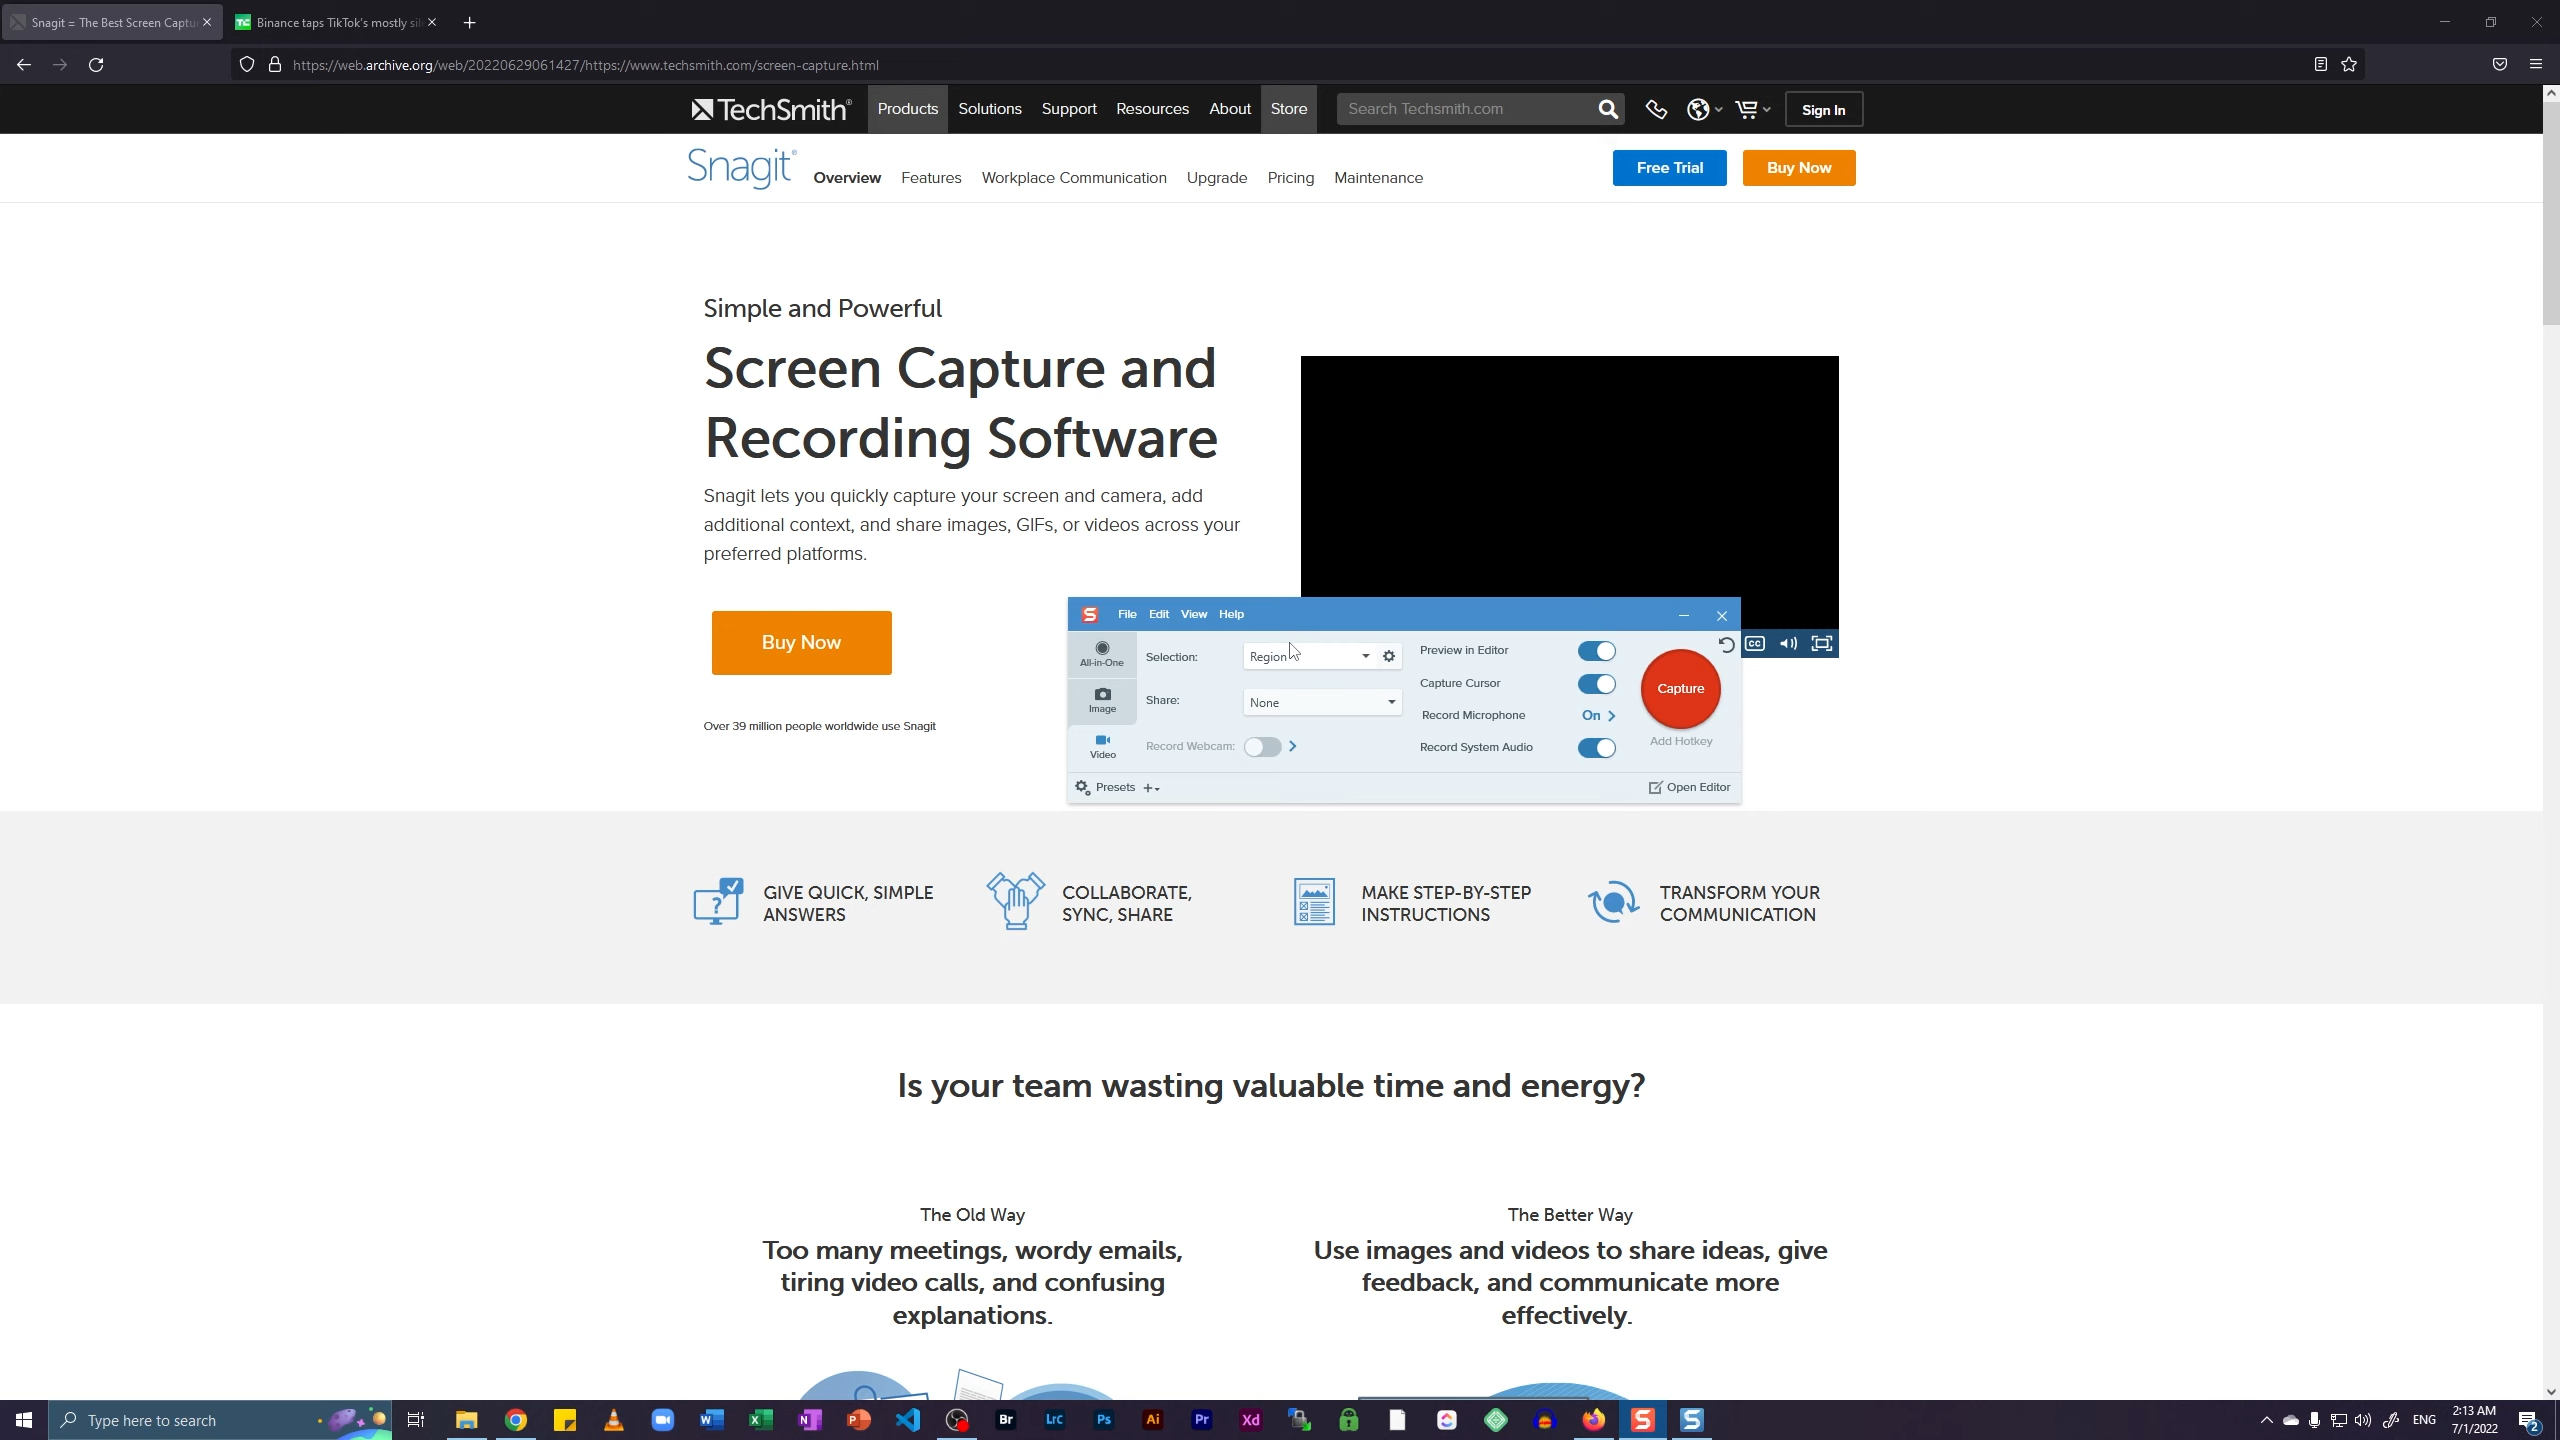 Snagit = The Best Screen Captu
Binance taps TikTok's mostly sil
https://web.archive.org/web/20220629061427/https://www.techsmith.com/screen-capture.html
TechSmith®
Products
Solutions
Support
Resources
About
Store
Search Techsmith.com
Sign In
Snagit®
Overview
Features
Workplace Communication
Upgrade
Pricing
Maintenance
Free Trial
Buy Now
Simple and Powerful
Screen Capture and
Recording Software
Snagit lets you quickly capture your screen and camera, add
additional context, and share images, GIFs, or videos across your
preferred platforms.
Buy Now
Over 39 million people worldwide use Snagit
CC
S
File
Edit
View
Help
All-in-One
Image
Video
Selection:
Region
Share:
None
Record Webcam:
Preview in Editor
Capture Cursor
Record Microphone
On
Record System Audio
Capture
Add Hotkey
Presets
Open Editor
GIVE QUICK, SIMPLE
ANSWERS
COLLABORATE,
SYNC, SHARE
MAKE STEP-BY-STEP
INSTRUCTIONS
TRANSFORM YOUR
COMMUNICATION
Is your team wasting valuable time and energy?
The Old Way
Too many meetings, wordy emails,
tiring video calls, and confusing
explanations.
The Better Way
Use images and videos to share ideas, give
feedback, and communicate more
effectively.
Type here to search
Br
LrC
Ps
Ai
Pr
Xd
S
S
ENG
2:13 AM
7/1/2022
2